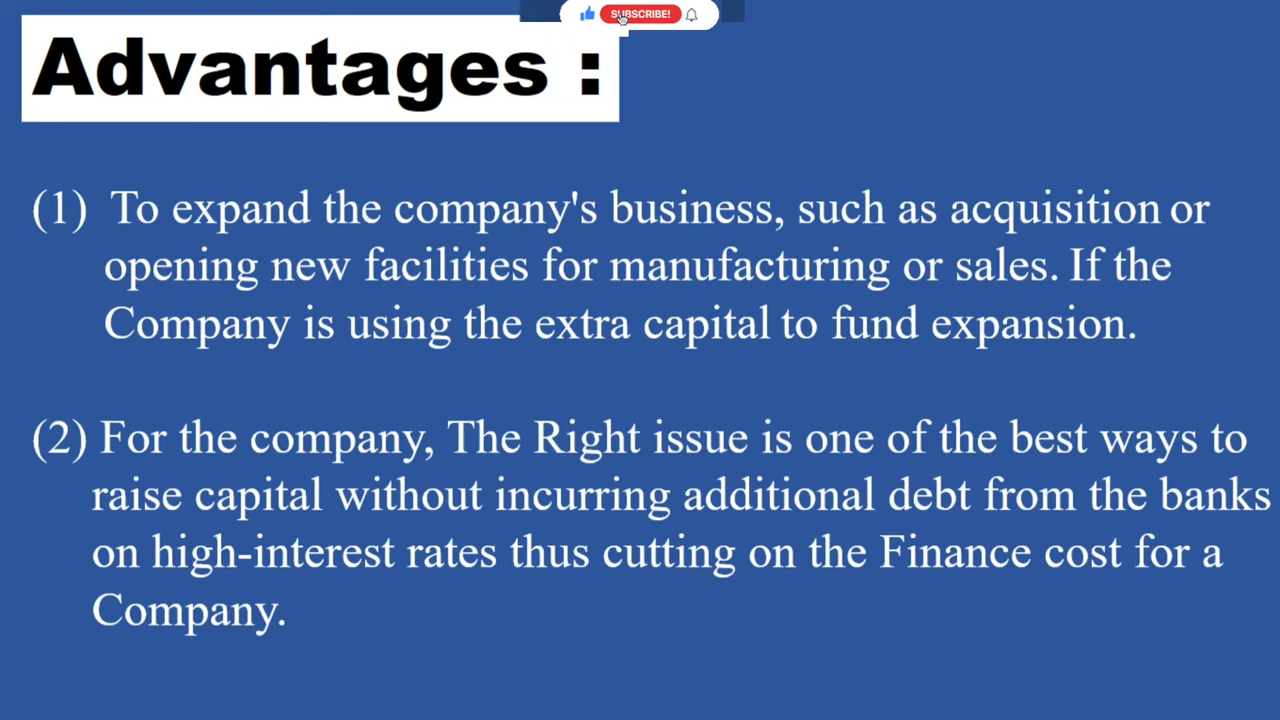 SUBSCRIBE!
Advantages :
(1) To expand the company's business, such as acquisition or
opening new facilities for manufacturing or sales. If the
Company is using the extra capital to fund expansion.
(2) For the company, The Right issue is one of the best ways to
raise capital without incurring additional debt from the banks
on high-interest rates thus cutting on the Finance cost for a
Company.